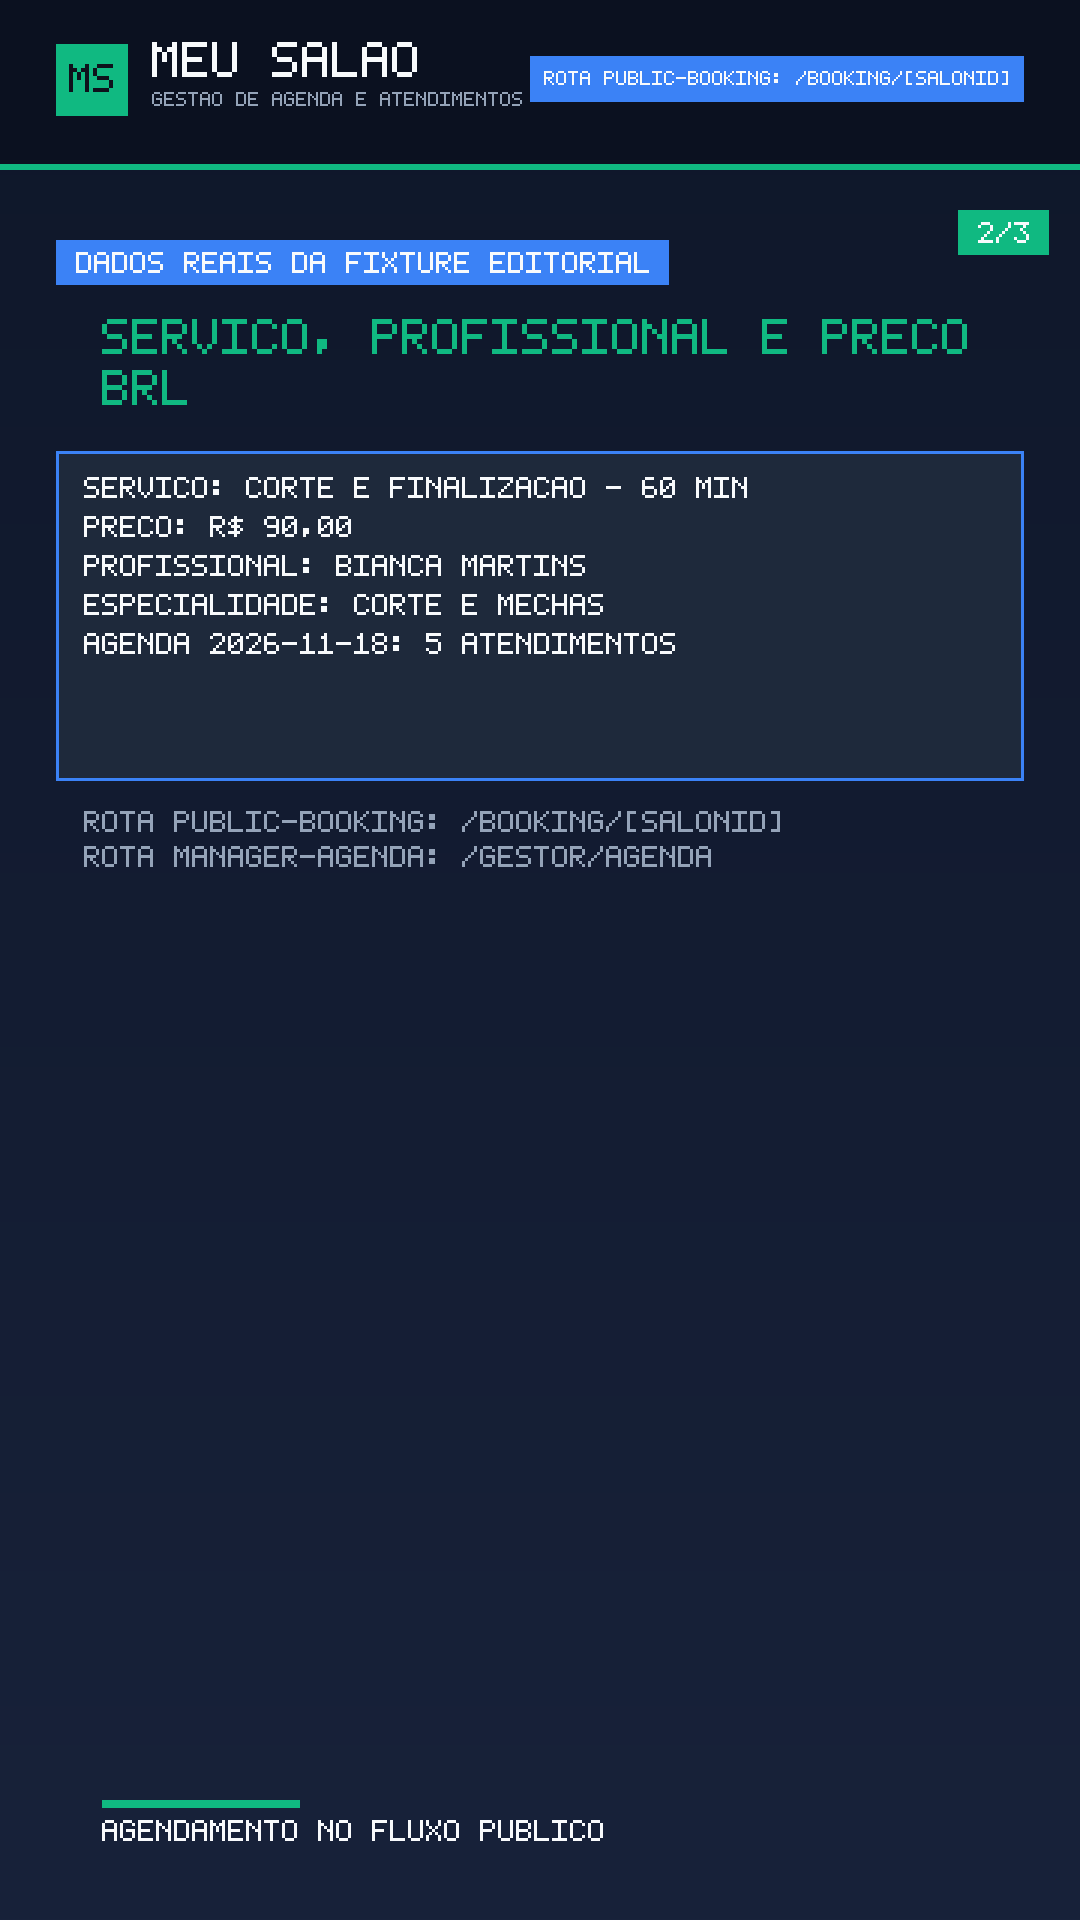 MS
MEU SALAO
GESTAO DE AGENDA E ATENDIMENTOS
ROTA PUBLIC-BOOKING: /BOOKING/[SALONID]
2/3
DADOS REAIS DA FIXTURE EDITORIAL
SERVICO, PROFISSIONAL E PRECO
BRL
SERVICO: CORTE E FINALIZACAO - 60 MIN
PRECO: R$ 90,00
PROFISSIONAL: BIANCA MARTINS
ESPECIALIDADE: CORTE E MECHAS
AGENDA 2026-11-18: 5 ATENDIMENTOS
ROTA PUBLIC-BOOKING: /BOOKING/[SALONID]
ROTA MANAGER-AGENDA: /GESTOR/AGENDA
AGENDAMENTO NO FLUXO PUBLICO